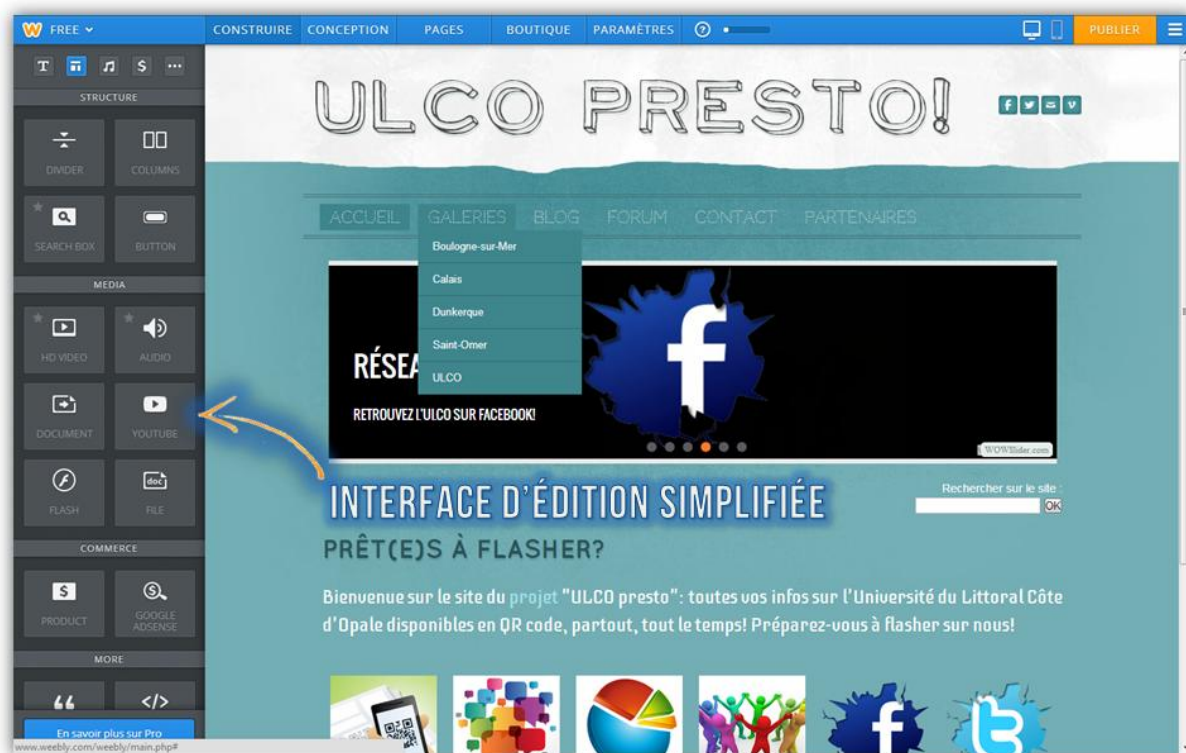 FREE
CONSTRUIRE CONCEPTION PAGES BOUTIQUE PARAMÈTRES ?
PUBLIER
T $ ...
STRUCTURE
DIVIDER COLUMNS
SEARCH BOX BUTTON
MEDIA
HD VIDEO AUDIO
DOCUMENT YOUTUBE
doc
FLASH FILE
COMMERCE
$ $
PRODUCT GOOGLE
ADSENSE
MORE
“ </>
En savoir plus sur Pro
www.weebly.com/weebly/main.php#
ULCO PRESTO!
ACCUEIL GALERIES BLOG FORUM CONTACT PARTENAIRES
Boulogne-sur-Mer
Calais
Dunkerque
Saint-Omer
ULCO
RÉSEA
RETROUVEZ L'ULCO SUR FACEBOOK!
WOWSlider.com
INTERFACE D'ÉDITION SIMPLIFIÉE
Rechercher sur le site :
OK
PRÊT(E)S À FLASHER?
Bienvenue sur le site du projet "ULCO presto": toutes vos infos sur l'Université du Littoral Côte
d'Opale disponibles en QR code, partout, tout le temps! Préparez-vous à flasher sur nous!